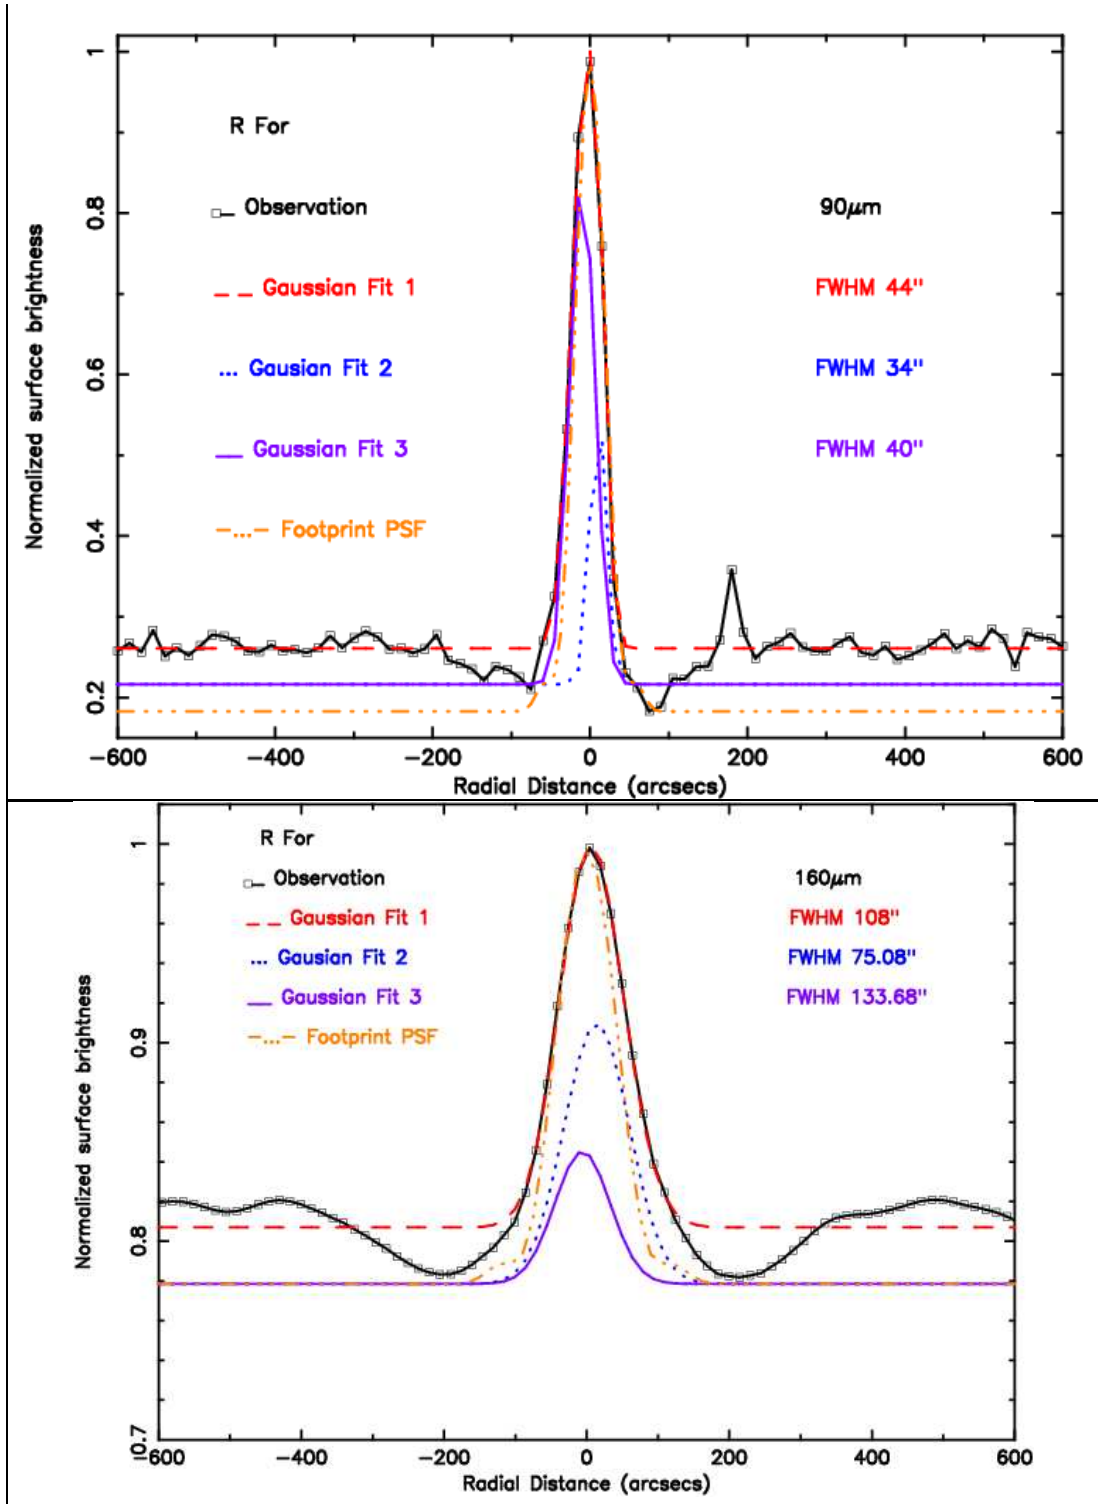 R For
Observation 90μm
Gaussian Fit 1 FWHM 44"
Gausian Fit 2 FWHM 34"
Gaussian Fit 3 FWHM 40"
Footprint PSF
Normalized surface brightness
1
0.8
0.6
0.4
0.2
−600 −400 −200 0 200 400 600
Radial Distance (arcsecs)
R For
Observation 160μm
Gaussian Fit 1 FWHM 108"
Gausian Fit 2 FWHM 75.08"
Gaussian Fit 3 FWHM 133.68"
Footprint PSF
Normalized surface brightness
1
0.9
0.8
0.7
−600 −400 −200 0 200 400 600
Radial Distance (arcsecs)